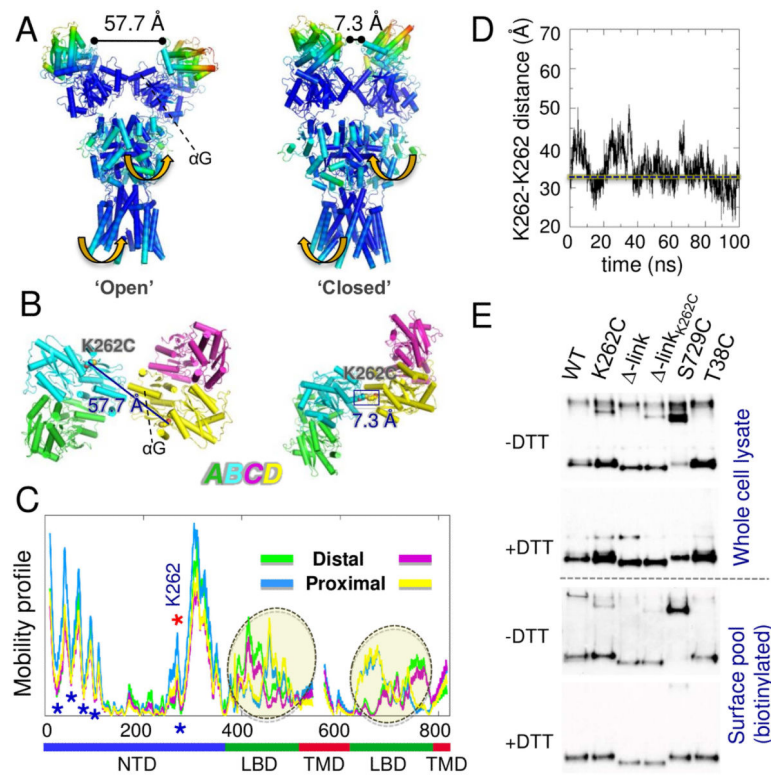 A
57.7 Å
7.3 Å
αG
'Open'
'Closed'
B
K262C
57.7 Å
αG
K262C
7.3 Å
ABCD
C
Mobility profile
K262
*
Distal
Proximal
* * * * *
0 200 400 600 800
NTD LBD TMD LBD TMD
D
K262-K262 distance (Å)
70
60
50
40
30
20
0 20 40 60 80 100
time (ns)
E
WT K262C Δ-link Δ-linkK262C S729C T38C
-DTT
+DTT
Whole cell lysate
-DTT
+DTT
Surface pool
(biotinylated)